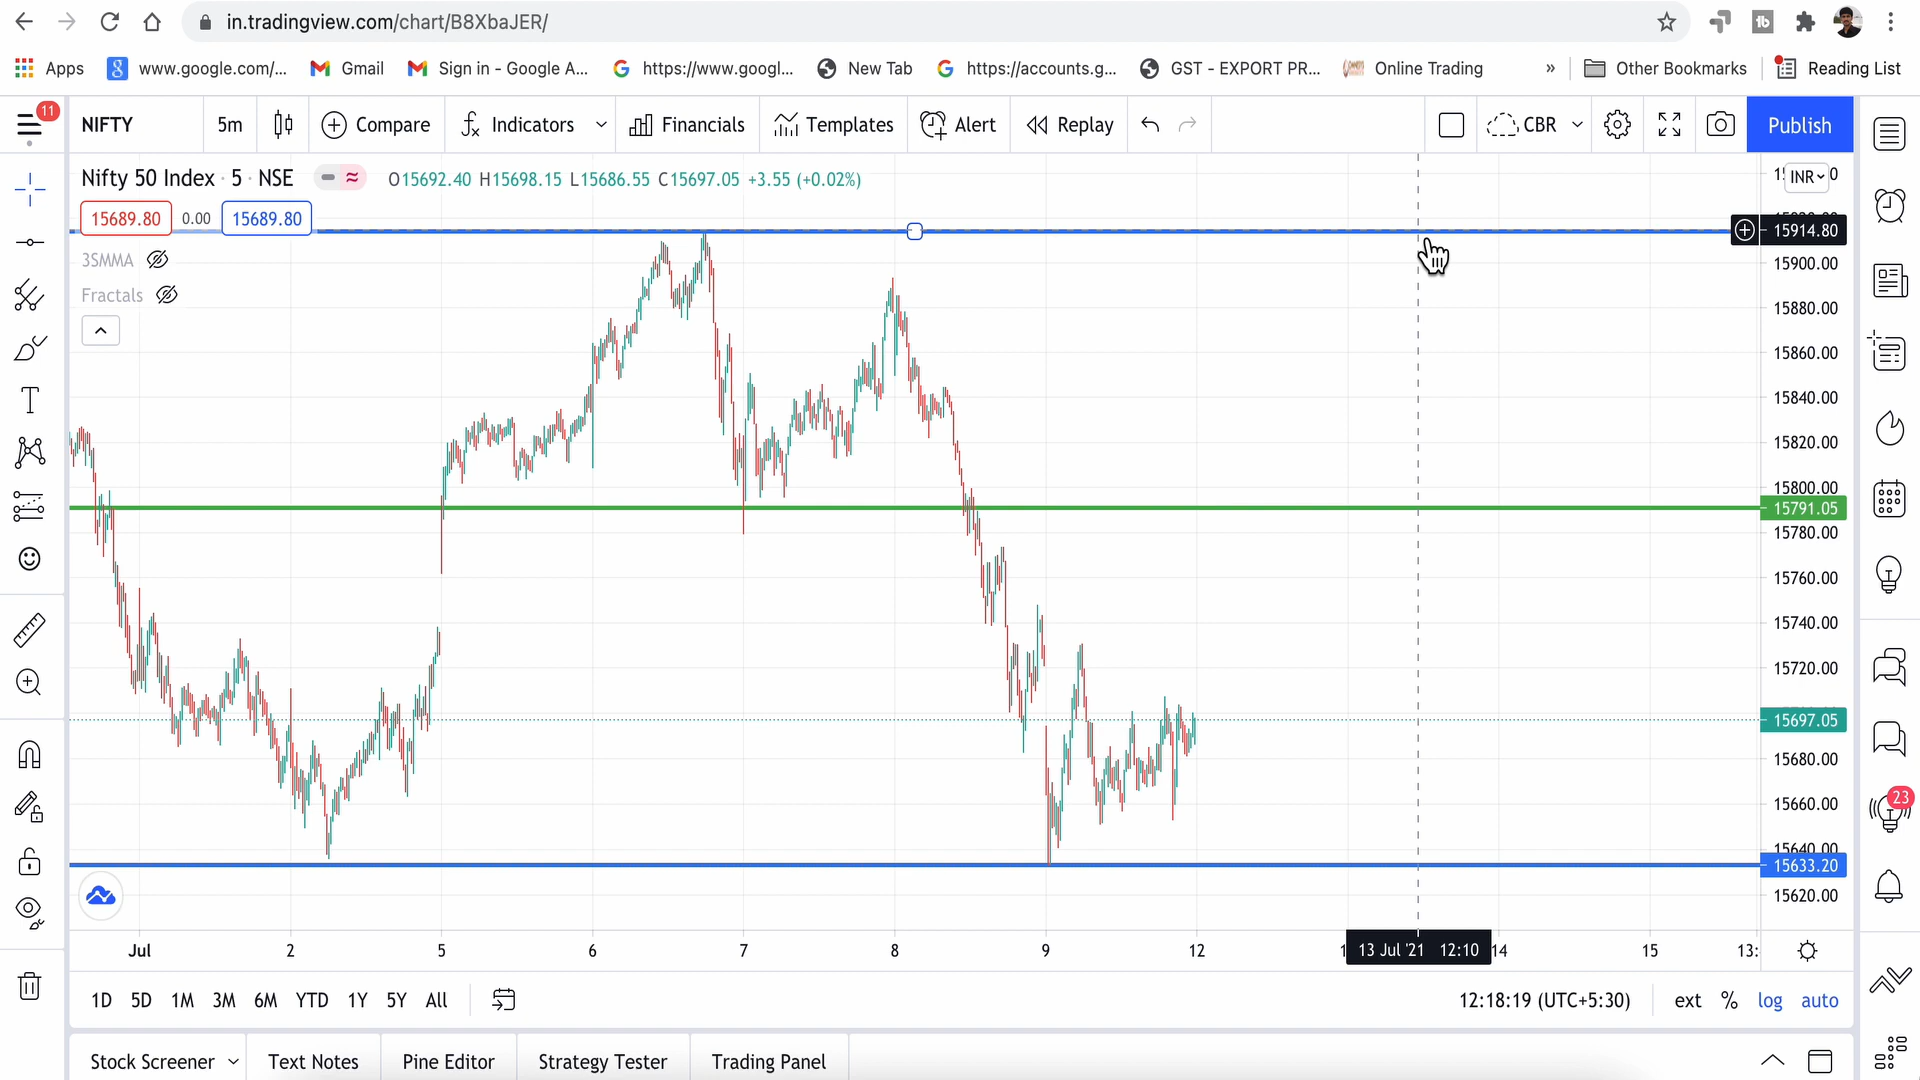 in.tradingview.com/chart/B8XbaJER/
Apps www.google.com/... Gmail Sign in - Google A... https://www.googl... New Tab https://accounts.g... GST - EXPORT PR... Online Trading » Other Bookmarks Reading List
11 NIFTY 5m Compare Indicators Financials Templates Alert Replay CBR Publish
Nifty 50 Index · 5 · NSE O15692.40 H15698.15 L15686.55 C15697.05 +3.55 (+0.02%) INR
15689.80 0.00 15689.80
15914.80
3SMMA
15900.00
Fractals
15880.00
15860.00
15840.00
15820.00
15800.00
15791.05
15780.00
15760.00
15740.00
15720.00
15697.05
15680.00
15660.00
23
15640.00
15633.20
15620.00
Jul 2 5 6 7 8 9 12 13 Jul '21 12:10 14 15 13:
1D 5D 1M 3M 6M YTD 1Y 5Y All 12:18:19 (UTC+5:30) ext % log auto
Stock Screener Text Notes Pine Editor Strategy Tester Trading Panel